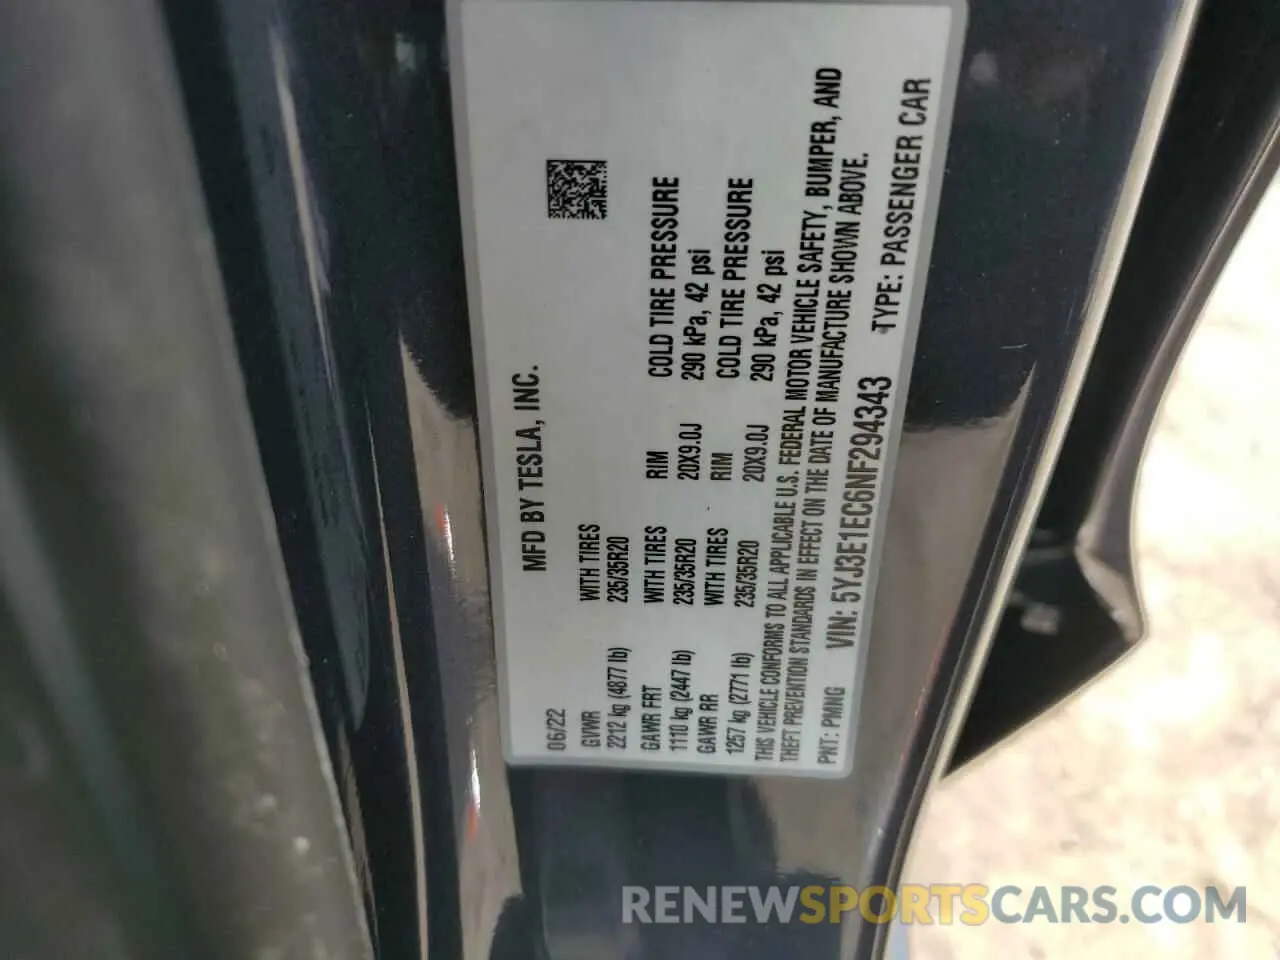 MFD BY TESLA, INC.
06/22
GVWR WITH TIRES
2212 kg (4877 lb) 235/35R20
GAWR FRT WITH TIRES RIM COLD TIRE PRESSURE
1110 kg (2447 lb) 235/35R20 20X9.0J 290 kPa, 42 psi
GAWR RR WITH TIRES RIM COLD TIRE PRESSURE
1257 kg (2771 lb) 235/35R20 20X9.0J 290 kPa, 42 psi
THIS VEHICLE CONFORMS TO ALL APPLICABLE U.S. FEDERAL MOTOR VEHICLE SAFETY, BUMPER, AND
THEFT PREVENTION STANDARDS IN EFFECT ON THE DATE OF MANUFACTURE SHOWN ABOVE.
PNT: PMNG VIN: 5YJ3E1EC6NF294343 TYPE: PASSENGER CAR
RENEWSPORTSCARS.COM